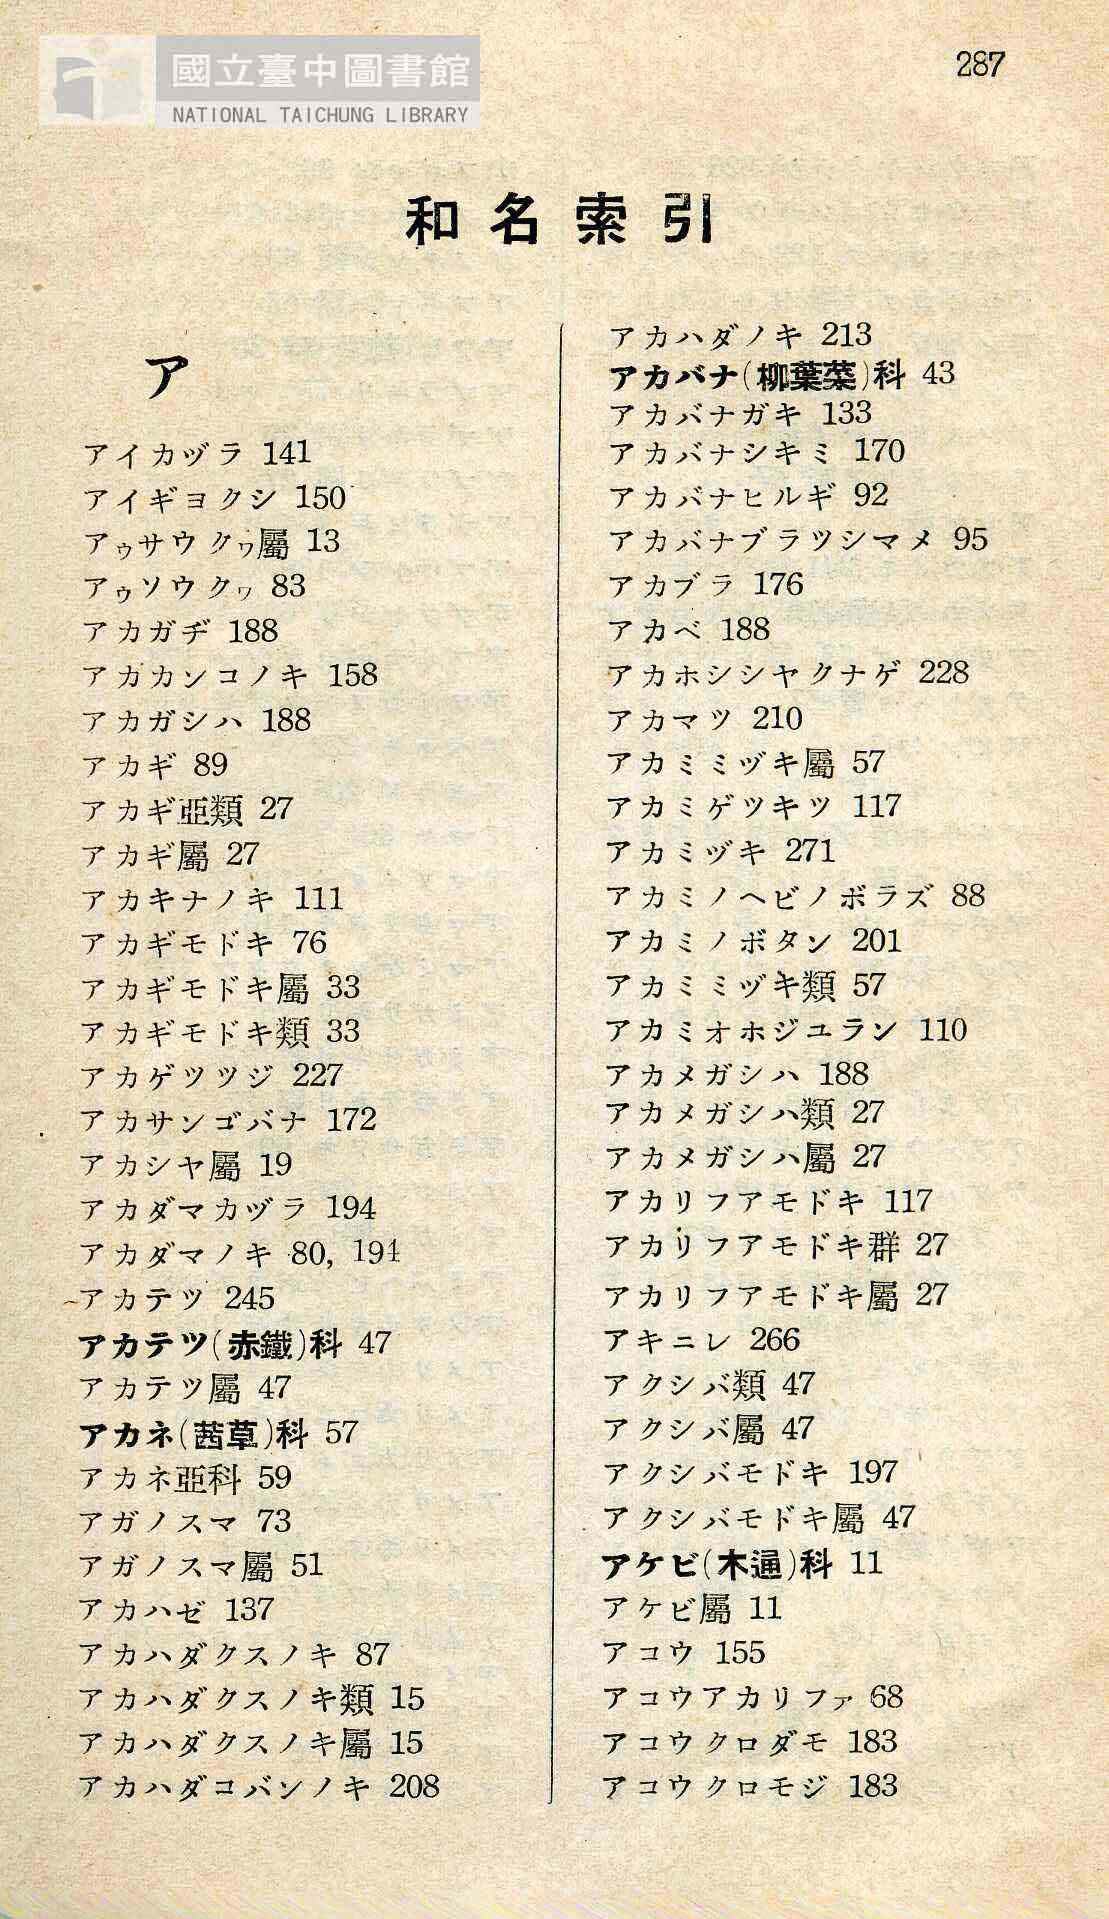 國立臺中圖書館
NATIONAL TAICHUNG LIBRARY
287
和名索引
ア
アイカヅラ 141
アイギヨクシ 150
アゥサウクヮ屬 13
アゥソウクヮ 83
アカガヂ 188
アカカンコノキ 158
アカガシハ 188
アカギ 89
アカギ亞類 27
アカギ屬 27
アカキナノキ 111
アカギモドキ 76
アカギモドキ屬 33
アカギモドキ類 33
アカゲツツジ 227
アカサンゴバナ 172
アカシヤ屬 19
アカダマカヅラ 194
アカダマノキ 80, 194
アカテツ 245
アカテツ(赤鐵)科 47
アカテツ屬 47
アカネ(茜草)科 57
アカネ亞科 59
アガノスマ 73
アガノスマ屬 51
アカハゼ 137
アカハダクスノキ 87
アカハダクスノキ類 15
アカハダクスノキ屬 15
アカハダコバンノキ 208
アカハダノキ 213
アカバナ(柳葉菜)科 43
アカバナガキ 133
アカバナシキミ 170
アカバナヒルギ 92
アカバナブラツシマメ 95
アカブラ 176
アカベ 188
アカホシシヤクナゲ 228
アカマツ 210
アカミミヅキ屬 57
アカミゲツキツ 117
アカミヅキ 271
アカミノヘビノボラズ 88
アカミノボタン 201
アカミミヅキ類 57
アカミオホジユラン 110
アカメガシハ 188
アカメガシハ類 27
アカメガシハ屬 27
アカリフアモドキ 117
アカリフアモドキ群 27
アカリフアモドキ屬 27
アキニレ 266
アクシバ類 47
アクシバ屬 47
アクシバモドキ 197
アクシバモドキ屬 47
アケビ(木通)科 11
アケビ屬 11
アコウ 155
アコウアカリファ 68
アコウクロダモ 183
アコウクロモジ 183